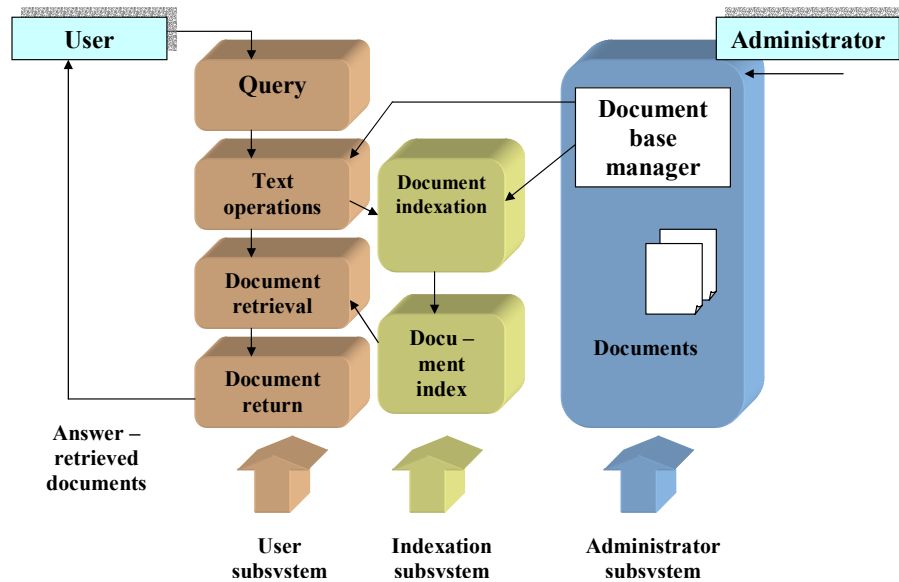 User
Administrator
Query
Document
base
manager
Text
operations
Document
indexation
Document
retrieval
Docu –
ment
index
Documents
Document
return
Answer –
retrieved
documents
User
subsystem
Indexation
subsystem
Administrator
subsystem